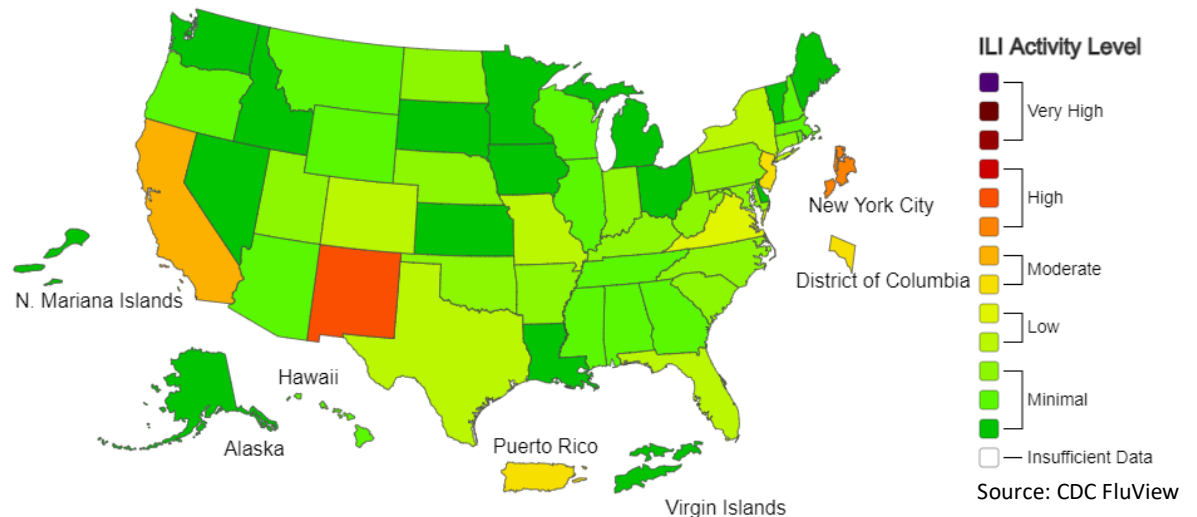 ILI Activity Level
Very High
High
New York City
Moderate
District of Columbia
N. Mariana Islands
Low
Hawaii
Minimal
Alaska
Puerto Rico
Insufficient Data
Source: CDC FluView
Virgin Islands